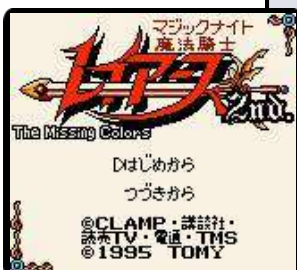 マジックナイト
魔法騎士
レイアース 2nd.
The Missing Colors
はじめから
つづきから
©CLAMP・講談社・
読売TV・電通・TMS
©1995 TOMY